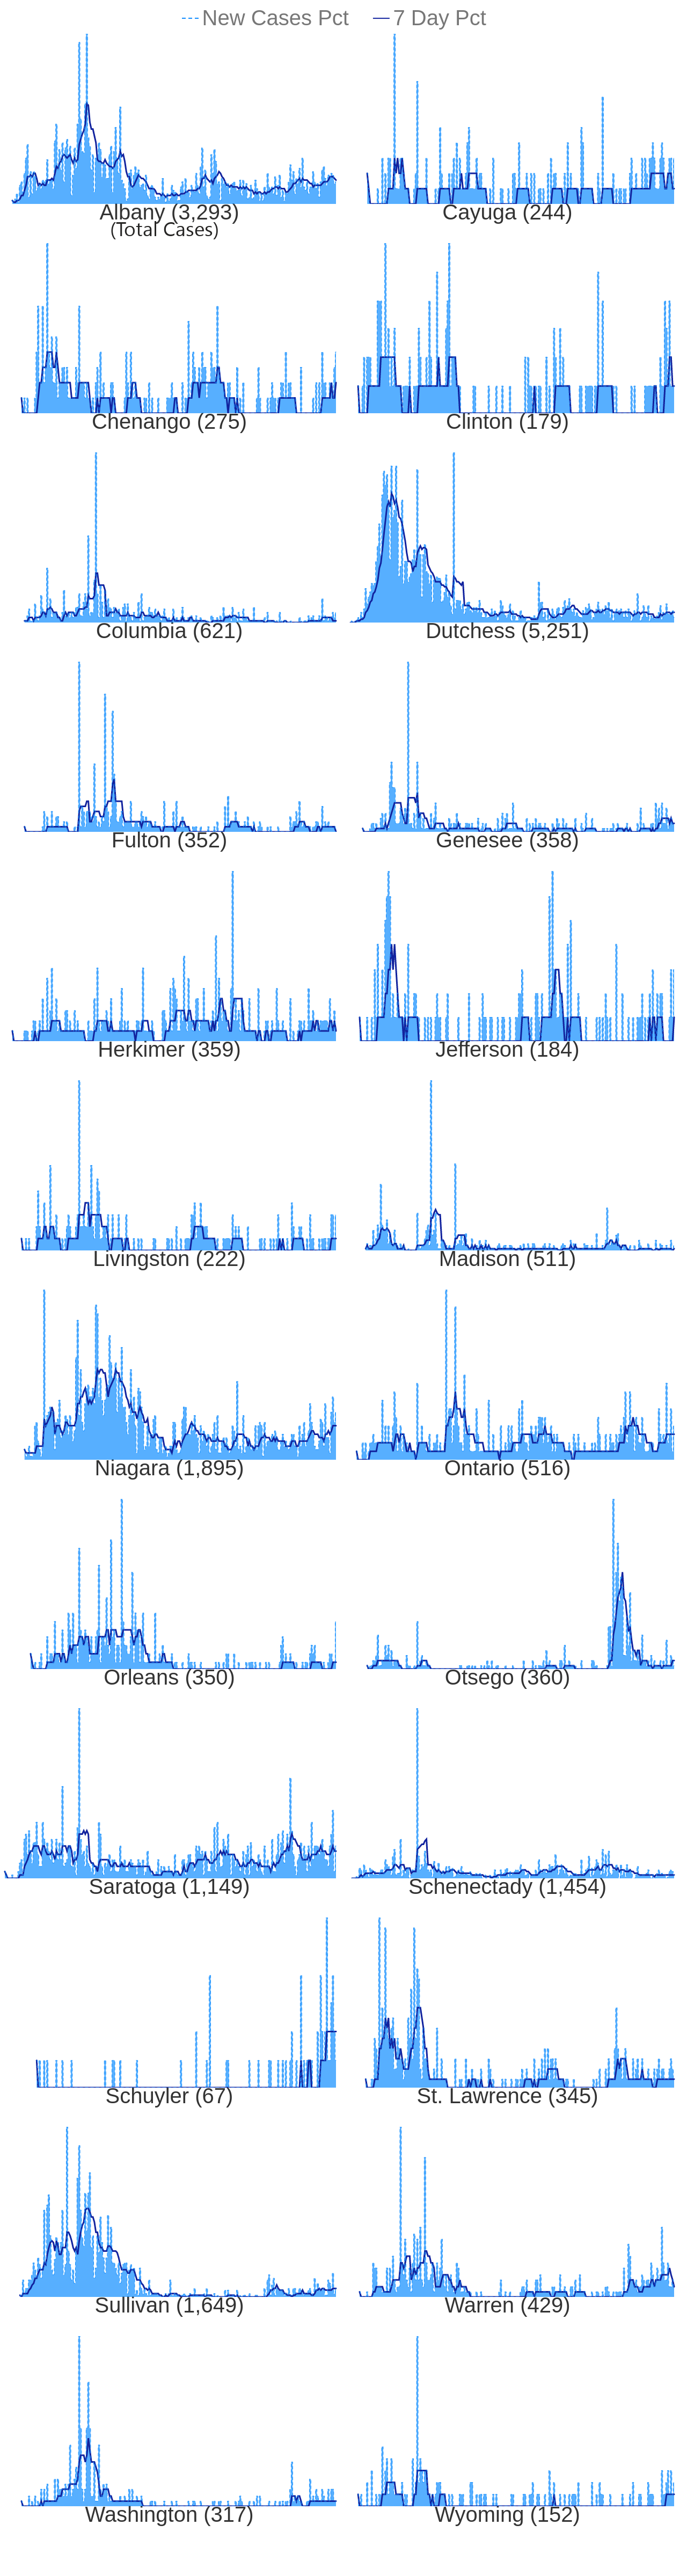 New Cases Pct 7 Day Pct
Albany (3,293) Cayuga (244)
(Total Cases)
Chenango (275) Clinton (179)
Columbia (621) Dutchess (5,251)
Fulton (352) Genesee (358)
Herkimer (359) Jefferson (184)
Livingston (222) Madison (511)
Niagara (1,895) Ontario (516)
Orleans (350) Otsego (360)
Saratoga (1,149) Schenectady (1,454)
Schuyler (67) St. Lawrence (345)
Sullivan (1,649) Warren (429)
Washington (317) Wyoming (152)